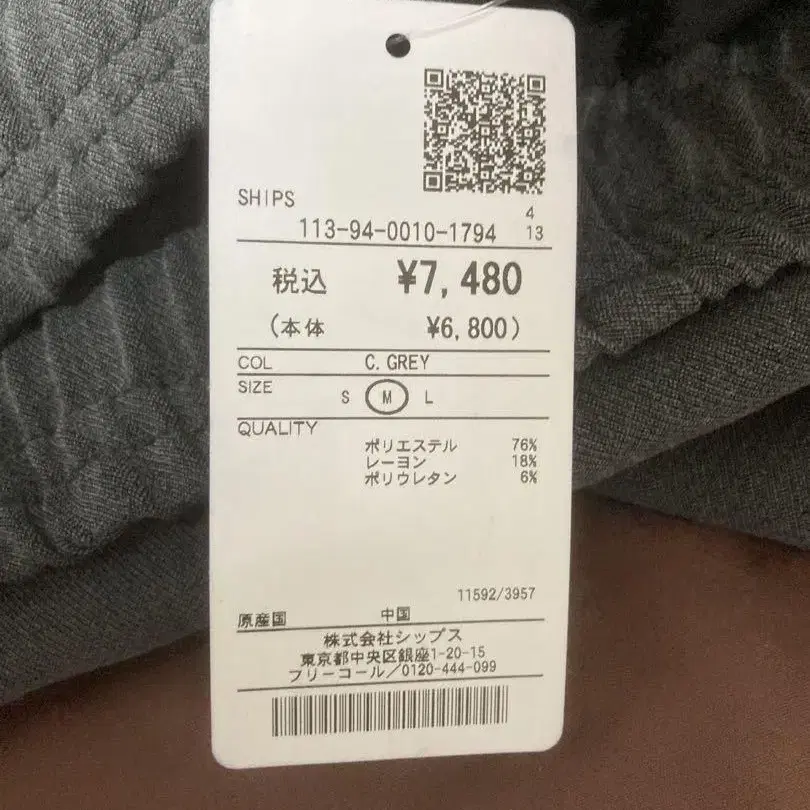 SHIPS
4
113-94-0010-1794 13
税込 ¥7,480
(本体 ¥6,800)
COL C. GREY
SIZE S M L
QUALITY
ポリエステル 76%
レーヨン 18%
ポリウレタン 6%
11592/3957
原産国 中国
株式会社シップス
東京都中央区銀座1-20-15
フリーコール/0120-444-099